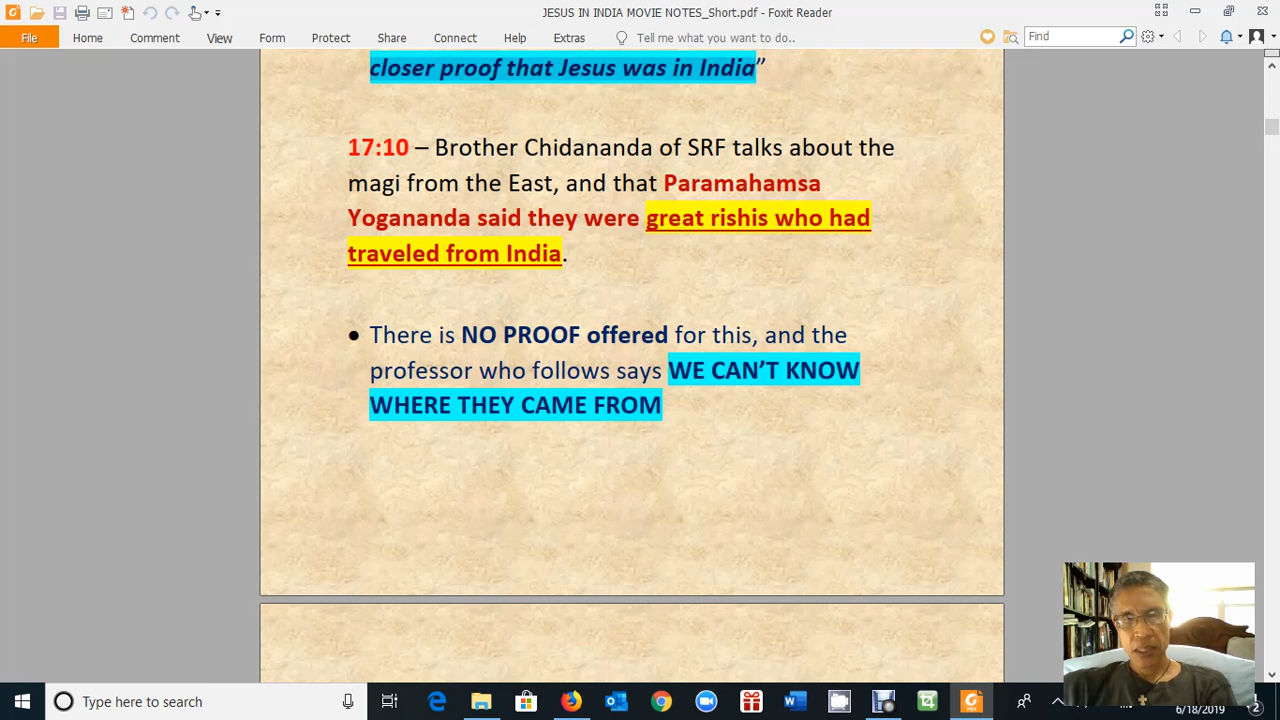 JESUS IN INDIA MOVIE NOTES_Short.pdf - Foxit Reader
File Home Comment View Form Protect Share Connect Help Extras Tell me what you want to do.. Find
closer proof that Jesus was in India”
17:10 – Brother Chidananda of SRF talks about the
magi from the East, and that Paramahamsa
Yogananda said they were great rishis who had
traveled from India.
• There is NO PROOF offered for this, and the
professor who follows says WE CAN’T KNOW
WHERE THEY CAME FROM
Type here to search
6/18/2019
2